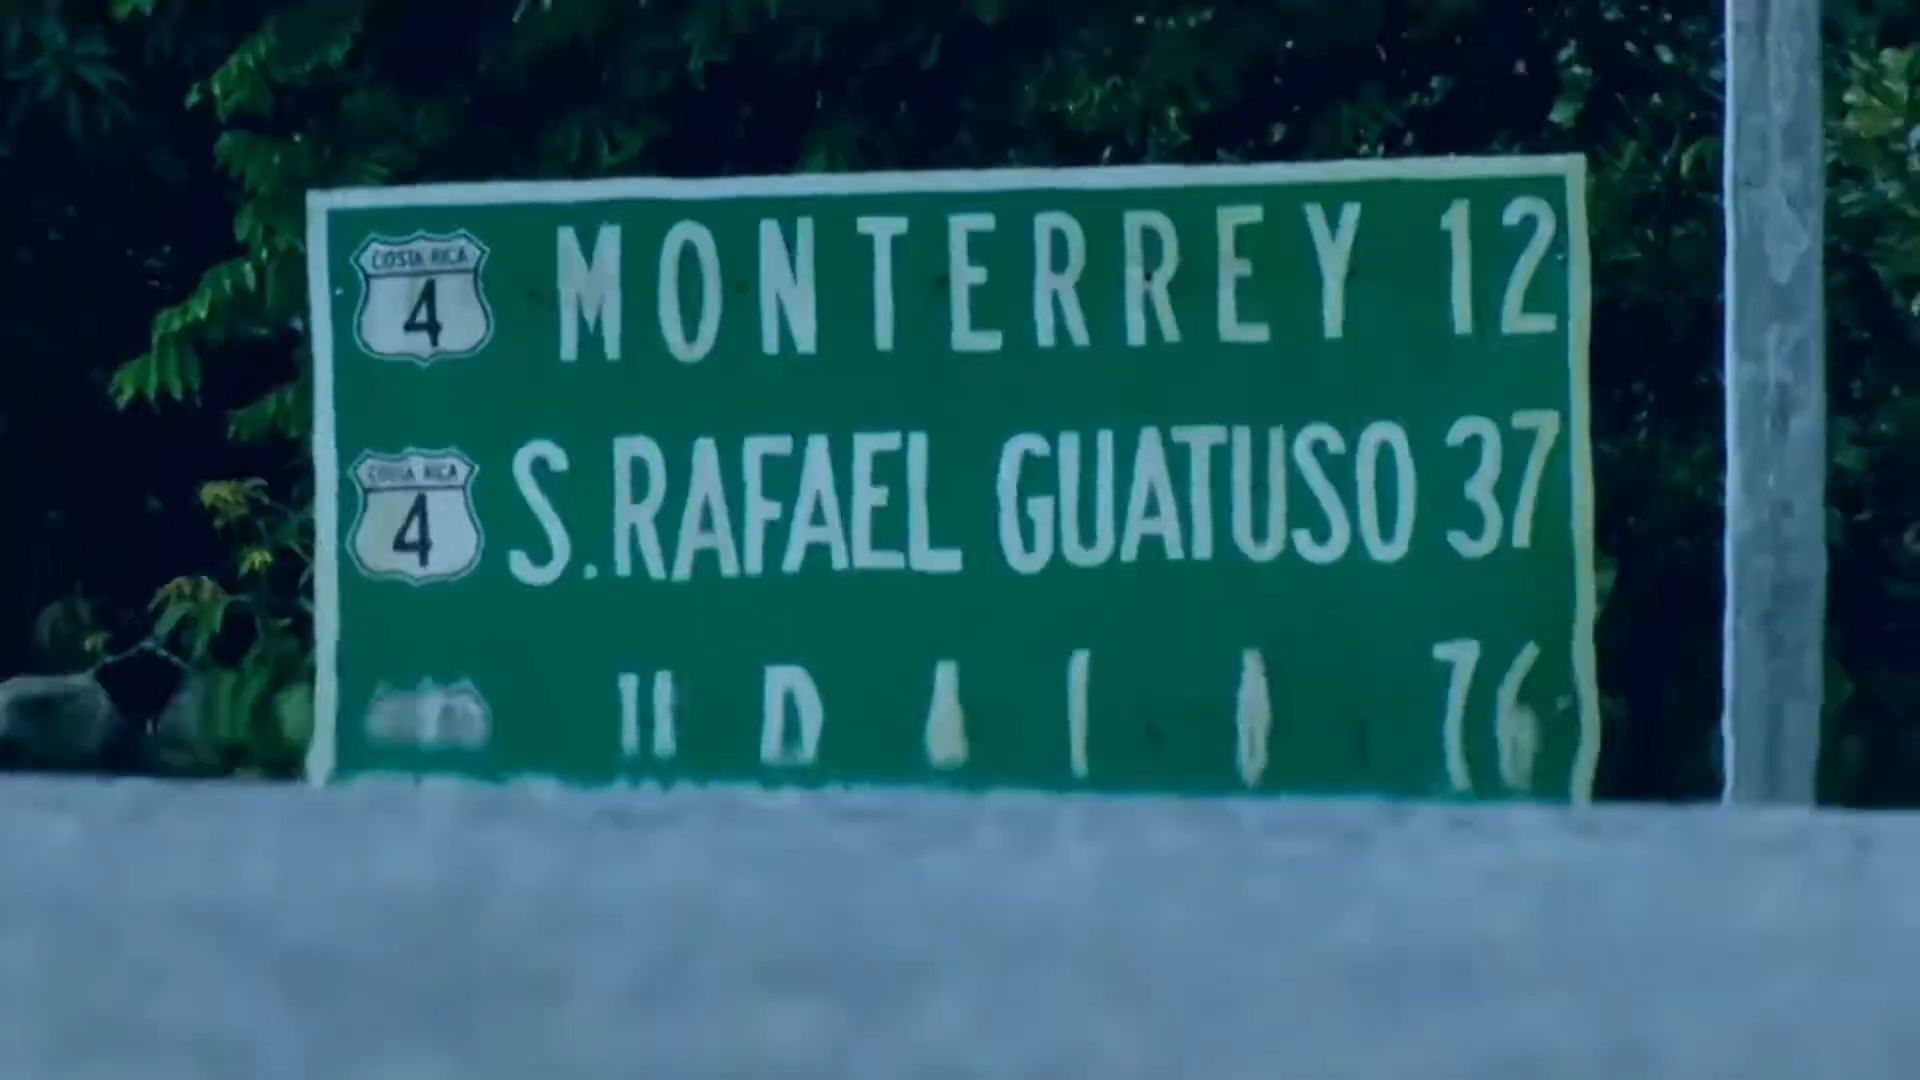 COSTA RICA 4 MONTERREY 12
COSTA RICA 4 S. RAFAEL GUATUSO 37
76